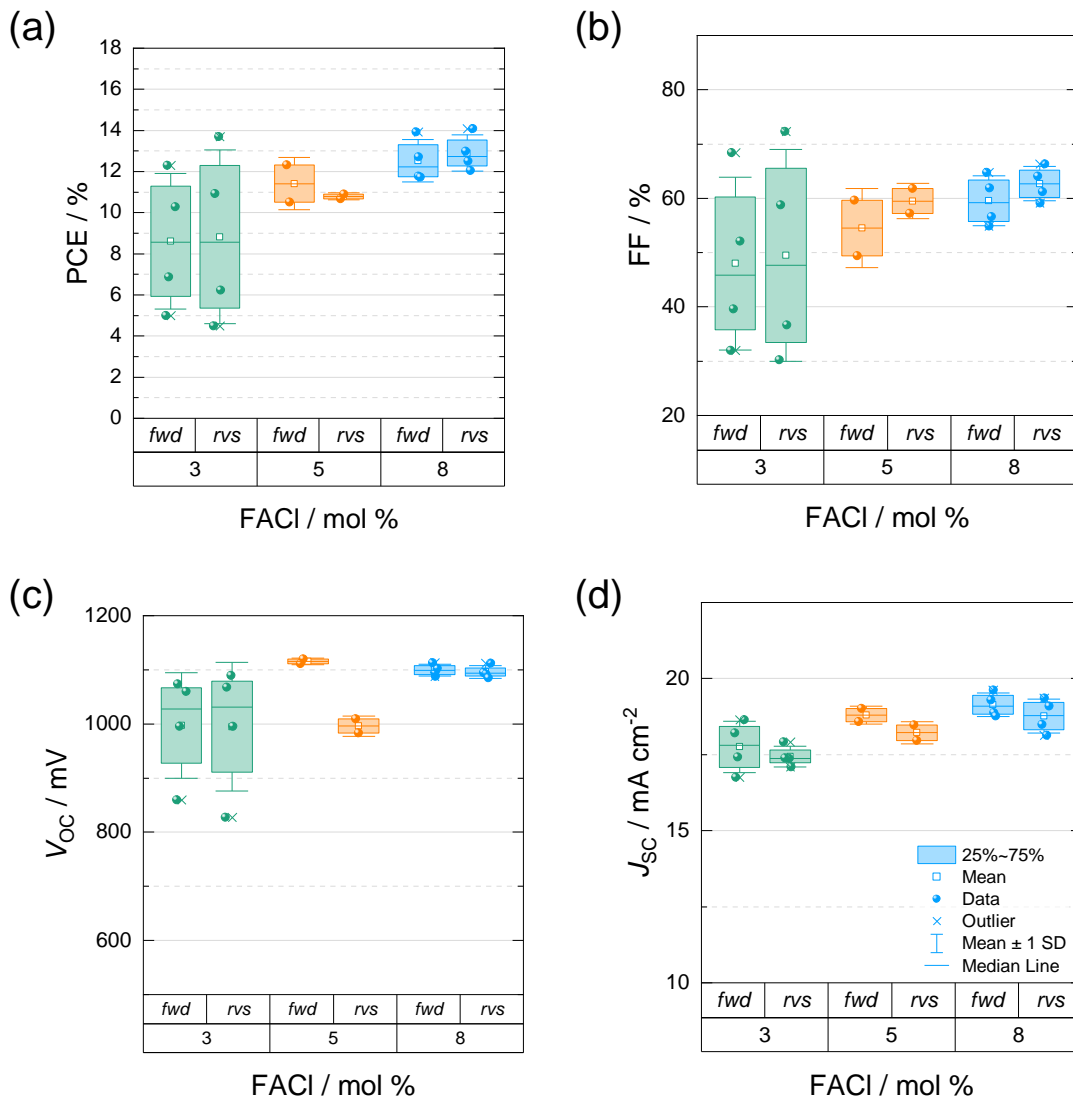 (a)
18
16
14
12
10
8
6
4
2
0
PCE / %
fwd rvs fwd rvs fwd rvs
3 5 8
FACl / mol %
(b)
80
60
40
20
FF / %
fwd rvs fwd rvs fwd rvs
3 5 8
FACl / mol %
(c)
1200
1000
800
600
V_OC / mV
fwd rvs fwd rvs fwd rvs
3 5 8
FACl / mol %
(d)
20
15
10
J_SC / mA cm⁻²
25%~75%
Mean
Data
Outlier
Mean ± 1 SD
Median Line
fwd rvs fwd rvs fwd rvs
3 5 8
FACl / mol %